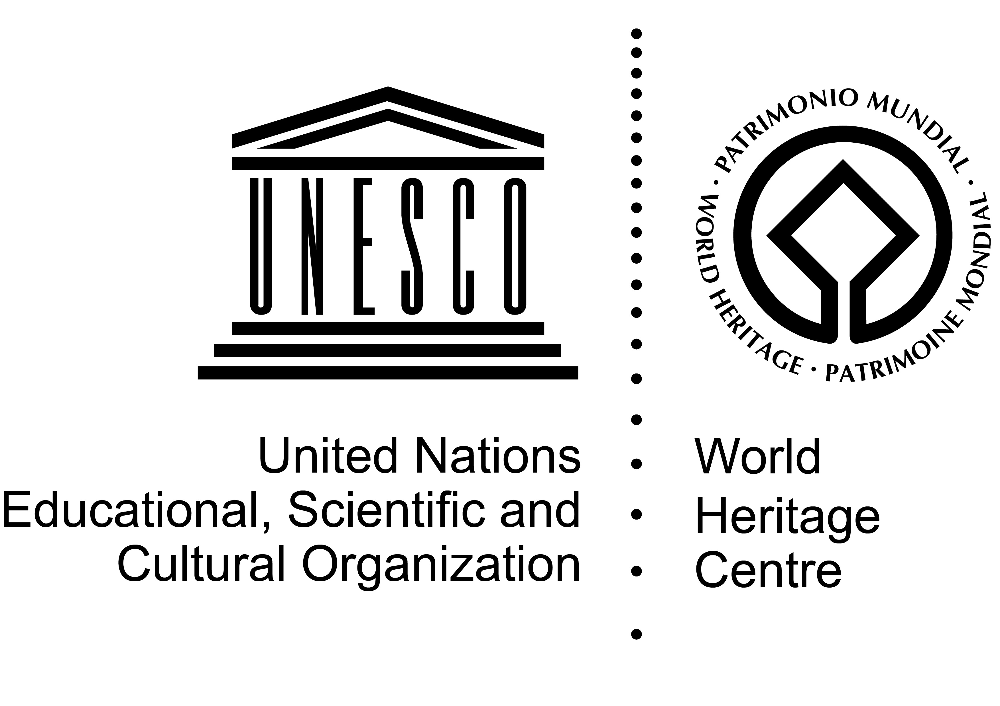 UNESCO
United Nations
Educational, Scientific and
Cultural Organization
WORLD HERITAGE • PATRIMOINE MONDIAL • PATRIMONIO MUNDIAL •
World
Heritage
Centre